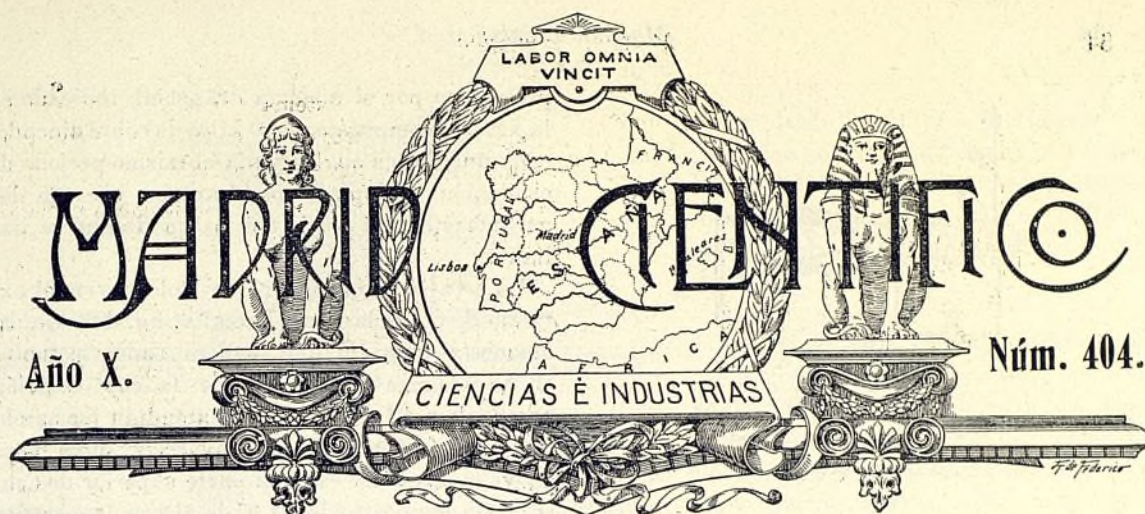 LABOR OMNIA
VINCIT
MADRID CIENTIFICO
FRANCIA
PORTUGAL
Madrid
ESPAÑA
Baleares
Lisboa
AFRICA
Año X.
Núm. 404.
CIENCIAS É INDUSTRIAS